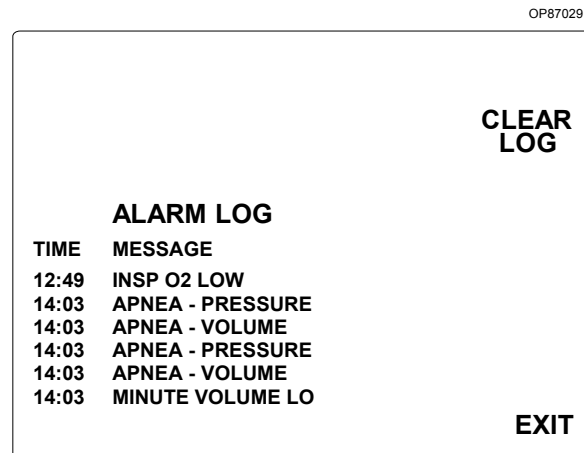 OP87029
CLEAR
LOG
ALARM LOG
TIME MESSAGE
12:49 INSP O2 LOW
14:03 APNEA - PRESSURE
14:03 APNEA - VOLUME
14:03 APNEA - PRESSURE
14:03 APNEA - VOLUME
14:03 MINUTE VOLUME LO
EXIT